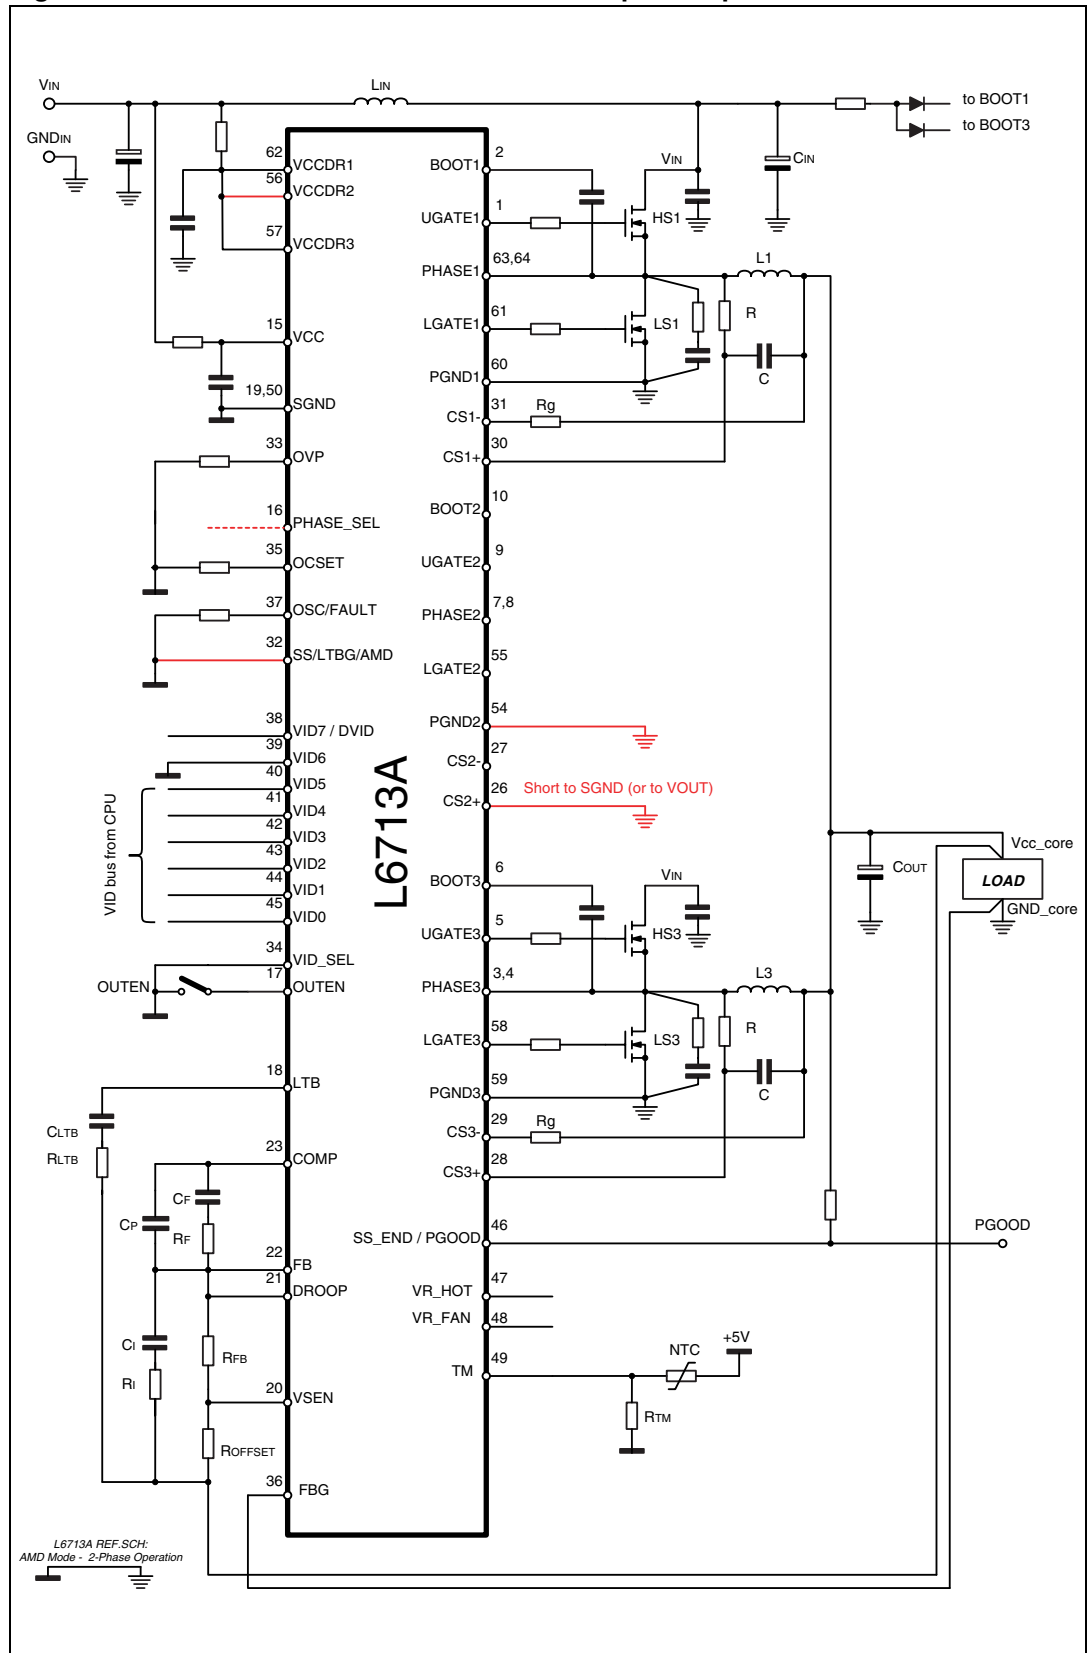 VIN
LIN
to BOOT1
to BOOT3
GNDIN
CIN
VIN
62
VCCDR1
56
VCCDR2
57
VCCDR3
15
VCC
19,50
SGND
33
OVP
16
PHASE_SEL
35
OCSET
37
OSC/FAULT
32
SS/LTBG/AMD
38
VID7 / DVID
39
VID6
40
VID5
41
VID4
42
VID3
43
VID2
44
VID1
45
VID0
VID bus from CPU
34
VID_SEL
17
OUTEN
OUTEN
18
LTB
CLTB
RLTB
23
COMP
CF
CP
RF
22
FB
21
DROOP
CI
RFB
RI
20
VSEN
ROFFSET
36
FBG
L6713A
BOOT1
2
UGATE1
1
HS1
PHASE1
63,64
L1
LGATE1
61
LS1
R
PGND1
60
C
CS1-
31
Rg
CS1+
30
BOOT2
10
UGATE2
9
PHASE2
7,8
LGATE2
55
PGND2
54
CS2-
27
CS2+
26
Short to SGND (or to VOUT)
BOOT3
6
VIN
UGATE3
5
HS3
PHASE3
3,4
L3
LGATE3
58
LS3
R
PGND3
59
C
CS3-
29
Rg
CS3+
28
COUT
Vcc_core
LOAD
GND_core
SS_END / PGOOD
46
PGOOD
VR_HOT
47
VR_FAN
48
TM
49
NTC
+5V
RTM
L6713A REF.SCH:
AMD Mode - 2-Phase Operation